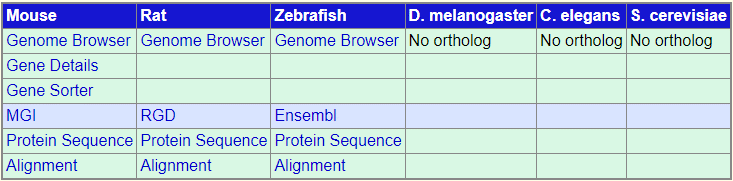 Mouse Rat Zebrafish D. melanogaster C. elegans S. cerevisiae
Genome Browser Genome Browser Genome Browser No ortholog No ortholog No ortholog
Gene Details
Gene Sorter
MGI RGD Ensembl
Protein Sequence Protein Sequence Protein Sequence
Alignment Alignment Alignment